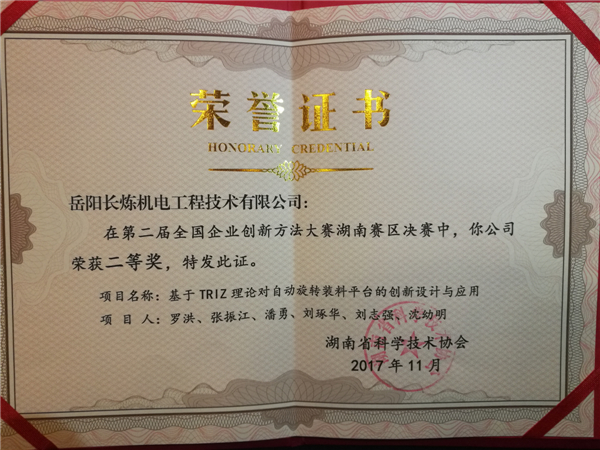 荣誉证书
HONORARY CREDENTIAL
岳阳长炼机电工程技术有限公司：
在第二届全国企业创新方法大赛湖南赛区决赛中，你公司
荣获二等奖，特发此证。
项目名称：基于TRIZ理论对自动旋转装料平台的创新设计与应用
项 目 人：罗洪、张振江、潘勇、刘琢华、刘志强、沈幼明
湖南省科学技术协会
2017年11月